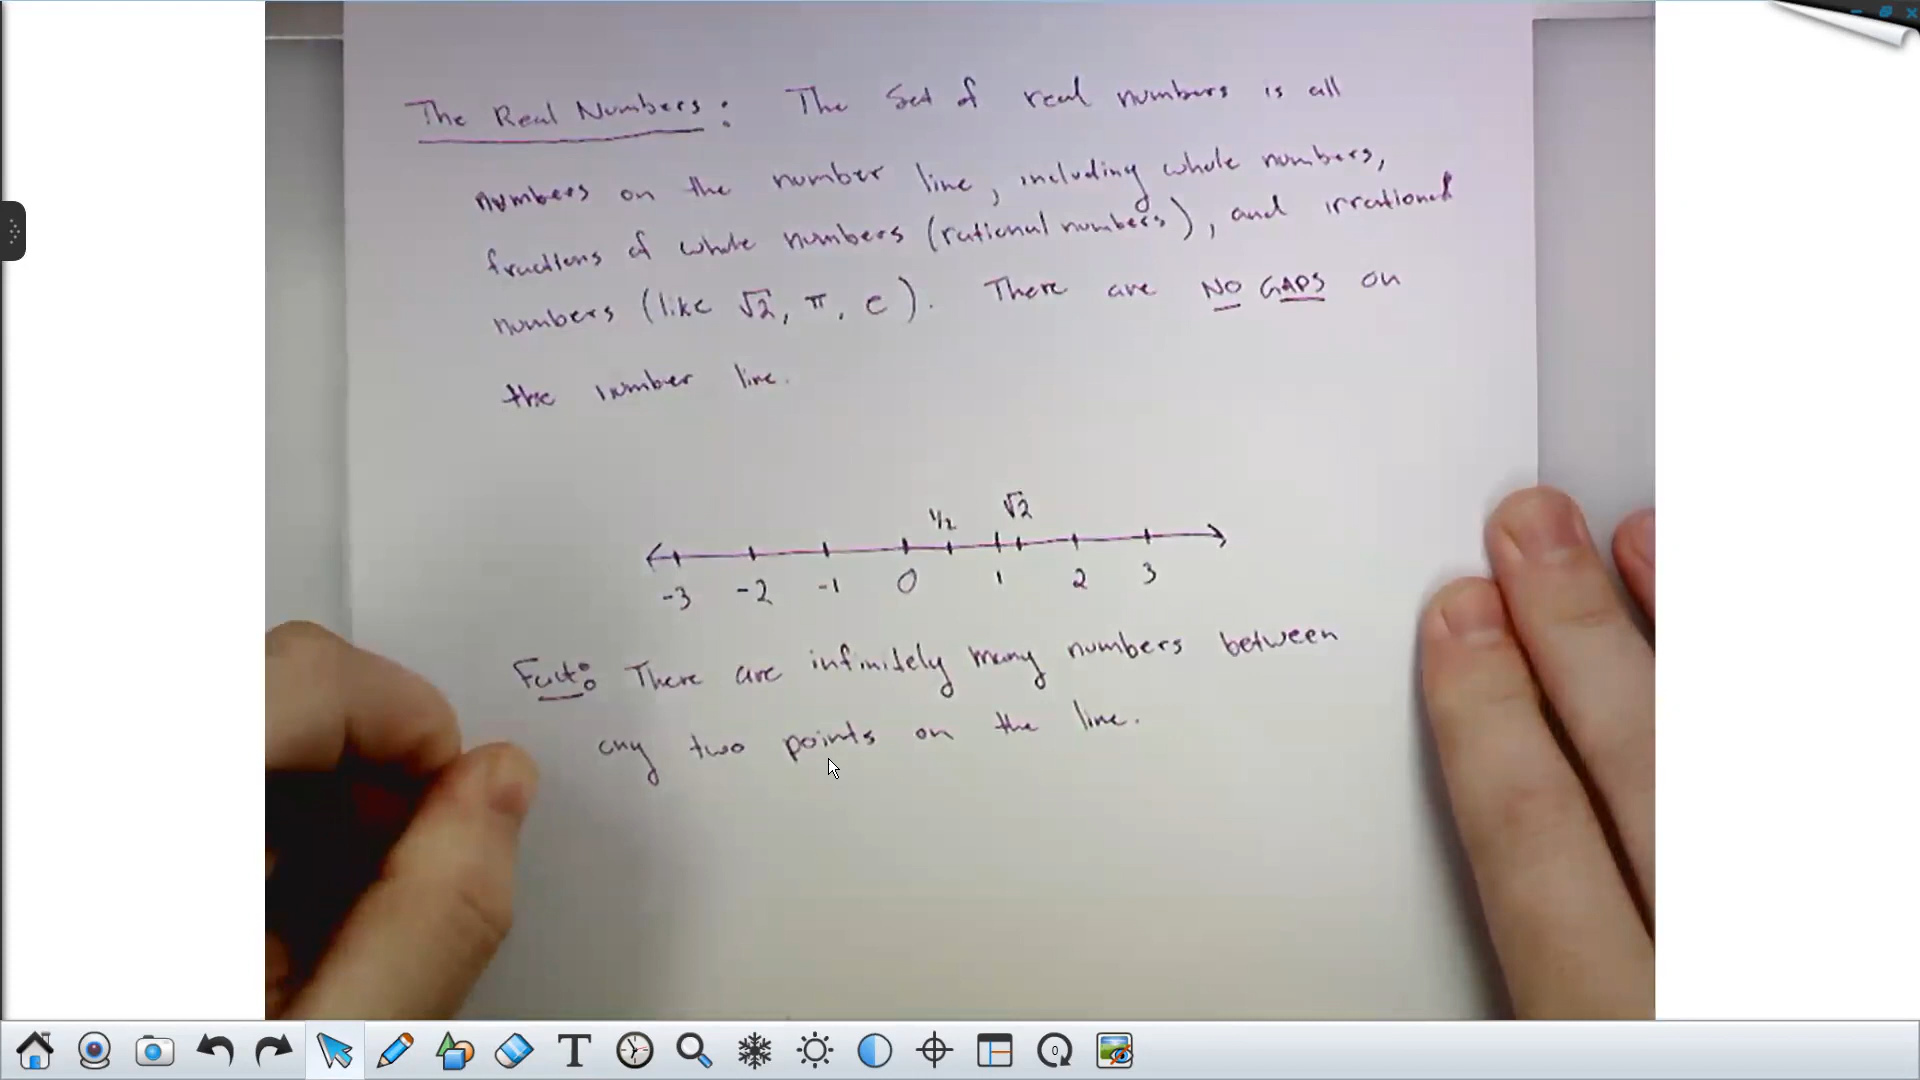 The Real Numbers: The set of real numbers is all
numbers on the number line, including whole numbers,
fractions of whole numbers (rational numbers), and irrational
numbers (like √2, π, e). There are NO GAPS on
the number line.
1/2 √2
-3 -2 -1 0 1 2 3
Fact: There are infinitely many numbers between
any two points on the line.
T
0